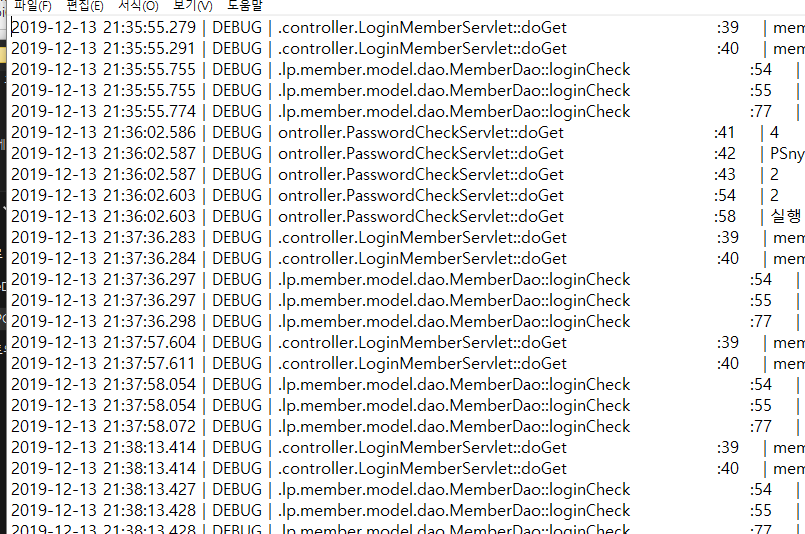 파일(F) 편집(E) 서식(O) 보기(V) 도움말
2019-12-13 21:35:55.279 | DEBUG | .controller.LoginMemberServlet::doGet :39 | mem
2019-12-13 21:35:55.291 | DEBUG | .controller.LoginMemberServlet::doGet :40 | mem
2019-12-13 21:35:55.755 | DEBUG | .lp.member.model.dao.MemberDao::loginCheck :54 |
2019-12-13 21:35:55.755 | DEBUG | .lp.member.model.dao.MemberDao::loginCheck :55 |
2019-12-13 21:35:55.774 | DEBUG | .lp.member.model.dao.MemberDao::loginCheck :77 |
2019-12-13 21:36:02.586 | DEBUG | ontroller.PasswordCheckServlet::doGet :41 | 4
2019-12-13 21:36:02.587 | DEBUG | ontroller.PasswordCheckServlet::doGet :42 | PSny
2019-12-13 21:36:02.587 | DEBUG | ontroller.PasswordCheckServlet::doGet :43 | 2
2019-12-13 21:36:02.603 | DEBUG | ontroller.PasswordCheckServlet::doGet :54 | 2
2019-12-13 21:36:02.603 | DEBUG | ontroller.PasswordCheckServlet::doGet :58 | 실행
2019-12-13 21:37:36.283 | DEBUG | .controller.LoginMemberServlet::doGet :39 | mem
2019-12-13 21:37:36.284 | DEBUG | .controller.LoginMemberServlet::doGet :40 | mem
2019-12-13 21:37:36.297 | DEBUG | .lp.member.model.dao.MemberDao::loginCheck :54 |
2019-12-13 21:37:36.297 | DEBUG | .lp.member.model.dao.MemberDao::loginCheck :55 |
2019-12-13 21:37:36.298 | DEBUG | .lp.member.model.dao.MemberDao::loginCheck :77 |
2019-12-13 21:37:57.604 | DEBUG | .controller.LoginMemberServlet::doGet :39 | mem
2019-12-13 21:37:57.611 | DEBUG | .controller.LoginMemberServlet::doGet :40 | mem
2019-12-13 21:37:58.054 | DEBUG | .lp.member.model.dao.MemberDao::loginCheck :54 |
2019-12-13 21:37:58.054 | DEBUG | .lp.member.model.dao.MemberDao::loginCheck :55 |
2019-12-13 21:37:58.072 | DEBUG | .lp.member.model.dao.MemberDao::loginCheck :77 |
2019-12-13 21:38:13.414 | DEBUG | .controller.LoginMemberServlet::doGet :39 | mem
2019-12-13 21:38:13.414 | DEBUG | .controller.LoginMemberServlet::doGet :40 | mem
2019-12-13 21:38:13.427 | DEBUG | .lp.member.model.dao.MemberDao::loginCheck :54 |
2019-12-13 21:38:13.428 | DEBUG | .lp.member.model.dao.MemberDao::loginCheck :55 |
2019-12-13 21:38:13.428 | DEBUG | .lp.member.model.dao.MemberDao::loginCheck :77 |